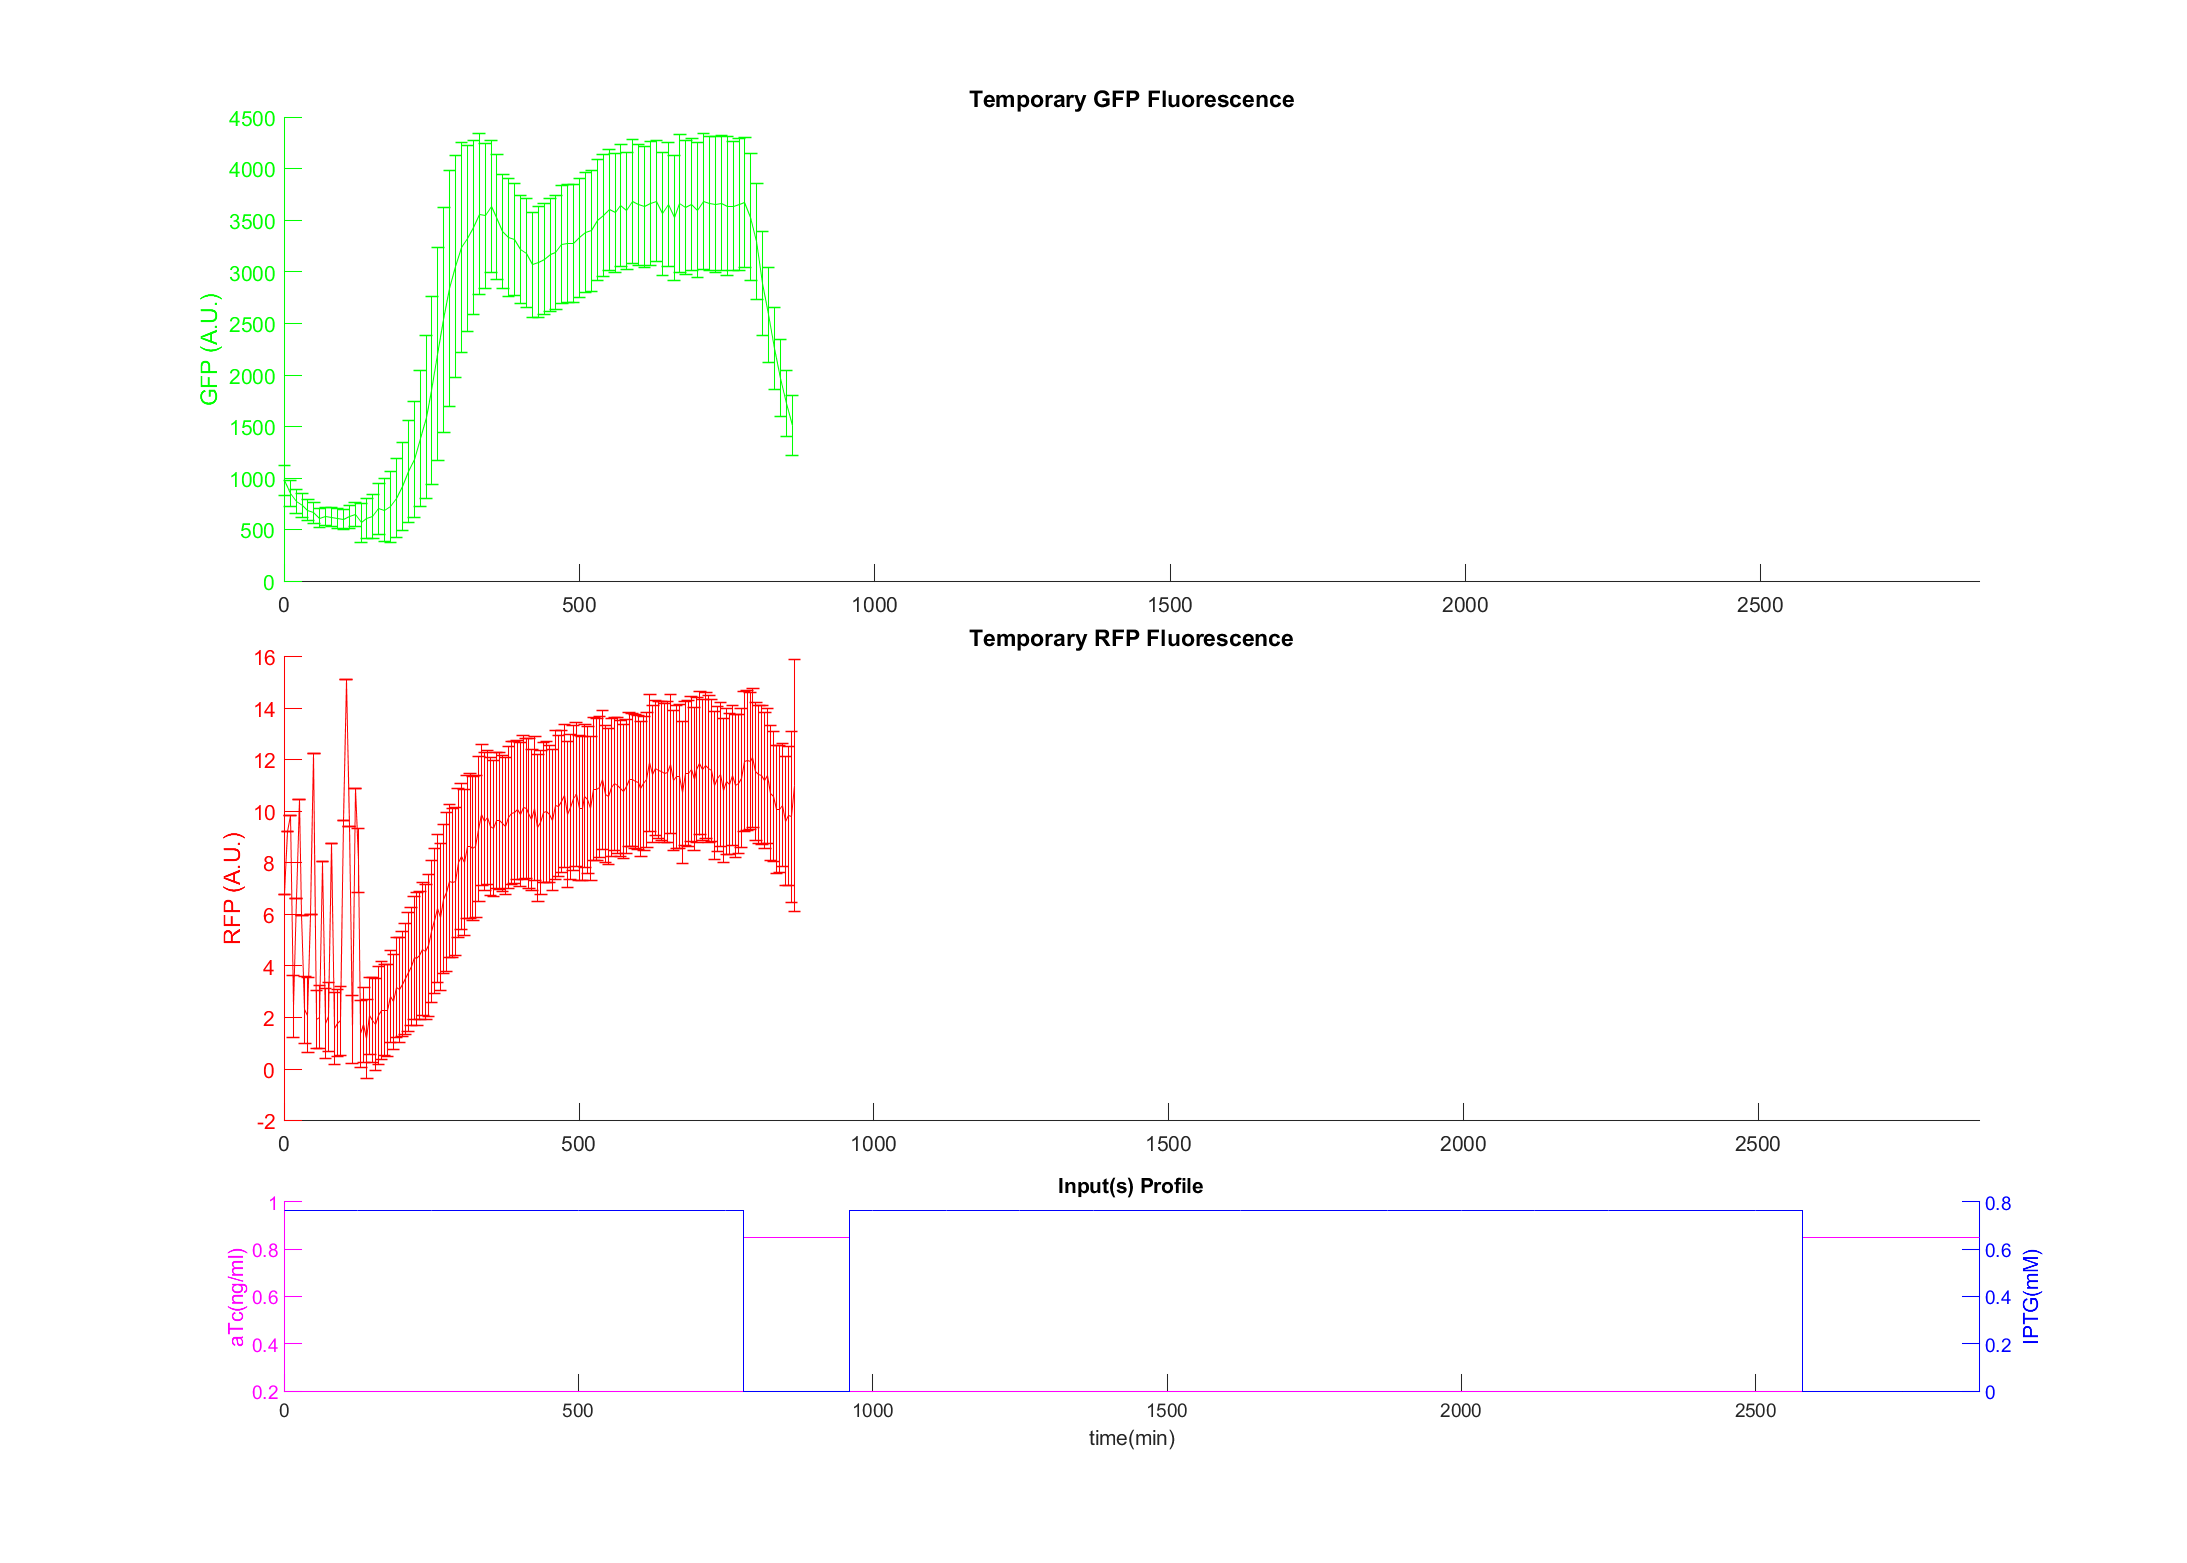 Temporary GFP Fluorescence
4500
4000
3500
3000
2500
2000
1500
1000
500
0
GFP (A.U.)
0 500 1000 1500 2000 2500
Temporary RFP Fluorescence
16
14
12
10
8
6
4
2
0
-2
RFP (A.U.)
0 500 1000 1500 2000 2500
Input(s) Profile
1
0.8
0.6
0.4
0.2
aTc(ng/ml)
0.8
0.6
0.4
0.2
0
IPTG(mM)
0 500 1000 1500 2000 2500
time(min)